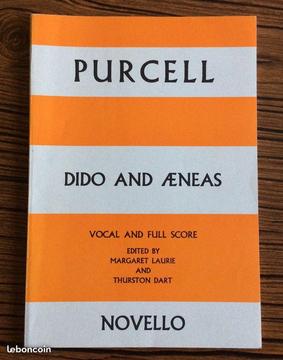 PURCELL
DIDO AND ÆNEAS
VOCAL AND FULL SCORE
EDITED BY
MARGARET LAURIE
AND
THURSTON DART
NOVELLO
leboncoin